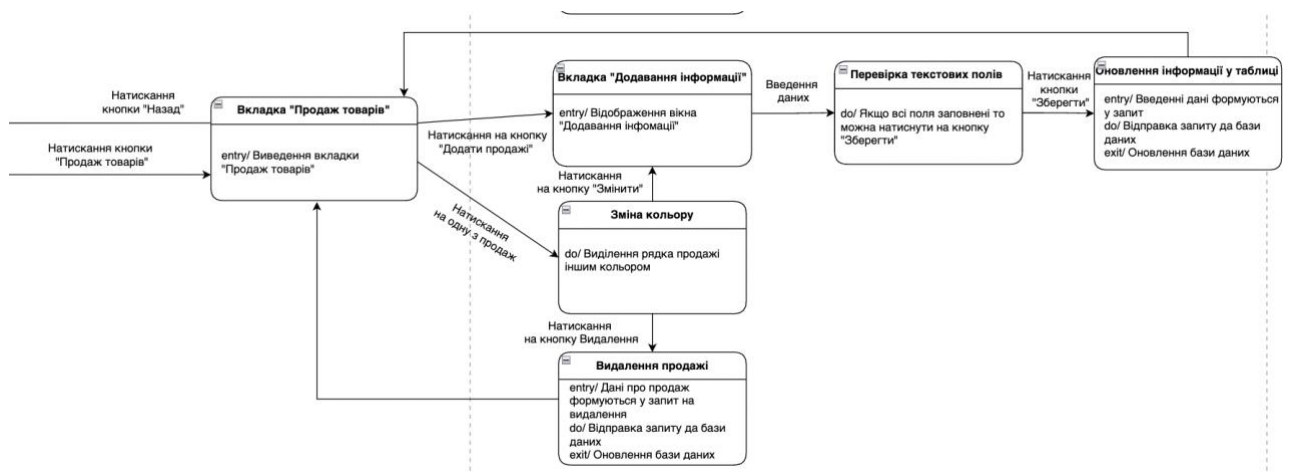 Натискання
кнопки "Назад"
Натискання кнопки
"Продаж товарів"
Вкладка "Продаж товарів"
entry/ Виведення вкладки
"Продаж товарів"
Натискання на кнопку
"Додати продажі"
Натискання
на одну з продаж
Вкладка "Додавання інформації"
entry/ Відображення вікна
"Додавання інфомації"
Введення
даних
Перевірка текстових полів
do/ Якщо всі поля заповнені то
можна натиснути на кнопку
"Зберегти"
Натискання
кнопки
"Зберегти"
Оновлення інформації у таблиці
entry/ Введенні дані формуються
у запит
do/ Відправка запиту да бази
даних
exit/ Оновлення бази даних
Натискання
на кнопку "Змінити"
Зміна кольору
do/ Виділення рядка продажі
іншим кольором
Натискання
на кнопку Видалення
Видалення продажі
entry/ Дані про продаж
формуються у запит на
видалення
do/ Відправка запиту да бази
даних
exit/ Оновлення бази даних